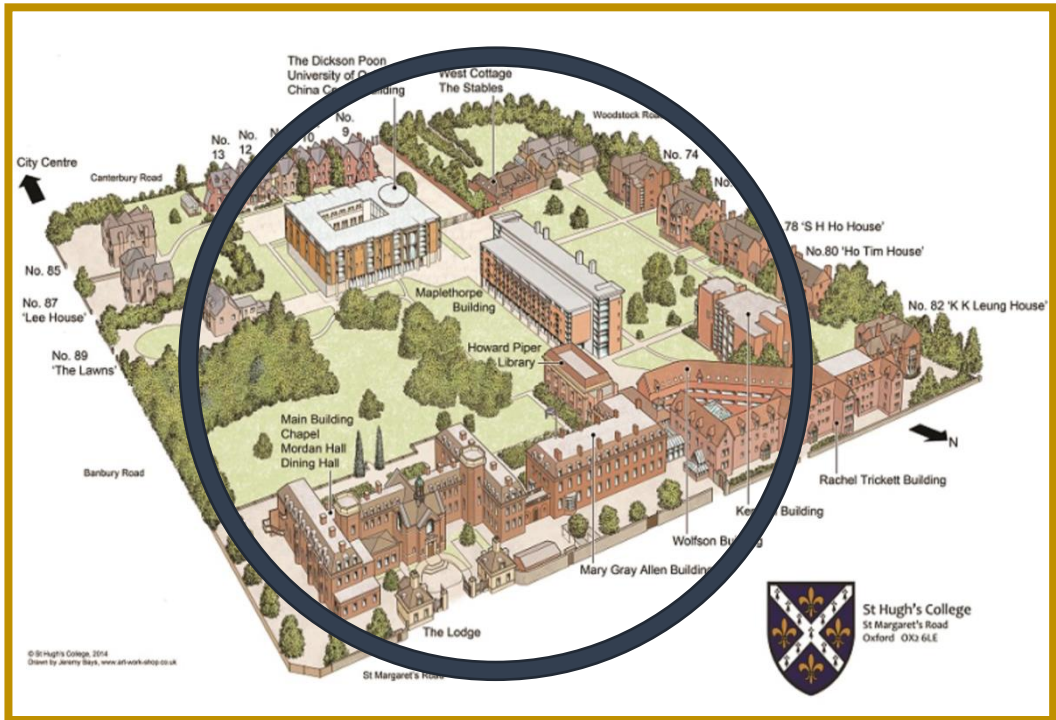 The Dickson Poon
University of
China Building
West Cottage
The Stables
Woodstock Road
No.
9
10
No.
12
No.
13
City Centre
Canterbury Road
No. 74
No.
78 ‘S H Ho House’
No.80 ‘Ho Tim House’
No. 82 ‘K K Leung House’
No. 85
No. 87
‘Lee House’
No. 89
‘The Lawns’
Maplethorpe
Building
Howard Piper
Library
Main Building
Chapel
Mordan Hall
Dining Hall
Banbury Road
N
Rachel Trickett Building
Building
Wolfson Building
Mary Gray Allen Building
The Lodge
St Margaret's Road
© St Hugh's College, 2014
Drawn by Jeremy Bays, www.art-work-shop.co.uk
St Hugh's College
St Margaret's Road
Oxford OX2 6LE